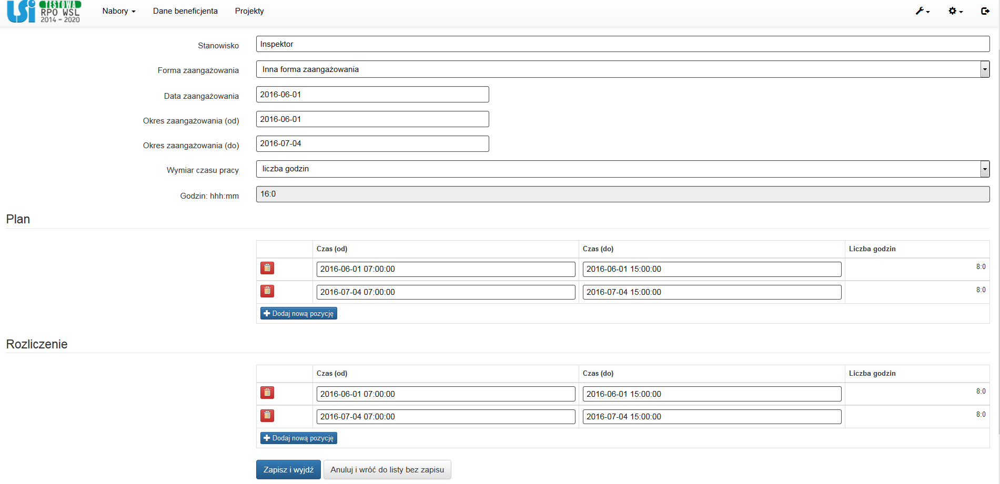 LSI TESTOWA
RPO WSL
2014 – 2020
Nabory Dane beneficjenta Projekty
Stanowisko Inspektor
Forma zaangażowania Inna forma zaangażowania
Data zaangażowania 2016-06-01
Okres zaangażowania (od) 2016-06-01
Okres zaangażowania (do) 2016-07-04
Wymiar czasu pracy liczba godzin
Godzin: hhh:mm 16:0
Plan
Czas (od) Czas (do) Liczba godzin
2016-06-01 07:00:00 2016-06-01 15:00:00 8:0
2016-07-04 07:00:00 2016-07-04 15:00:00 8:0
Dodaj nową pozycję
Rozliczenie
Czas (od) Czas (do) Liczba godzin
2016-06-01 07:00:00 2016-06-01 15:00:00 8:0
2016-07-04 07:00:00 2016-07-04 15:00:00 8:0
Dodaj nową pozycję
Zapisz i wyjdź Anuluj i wróć do listy bez zapisu